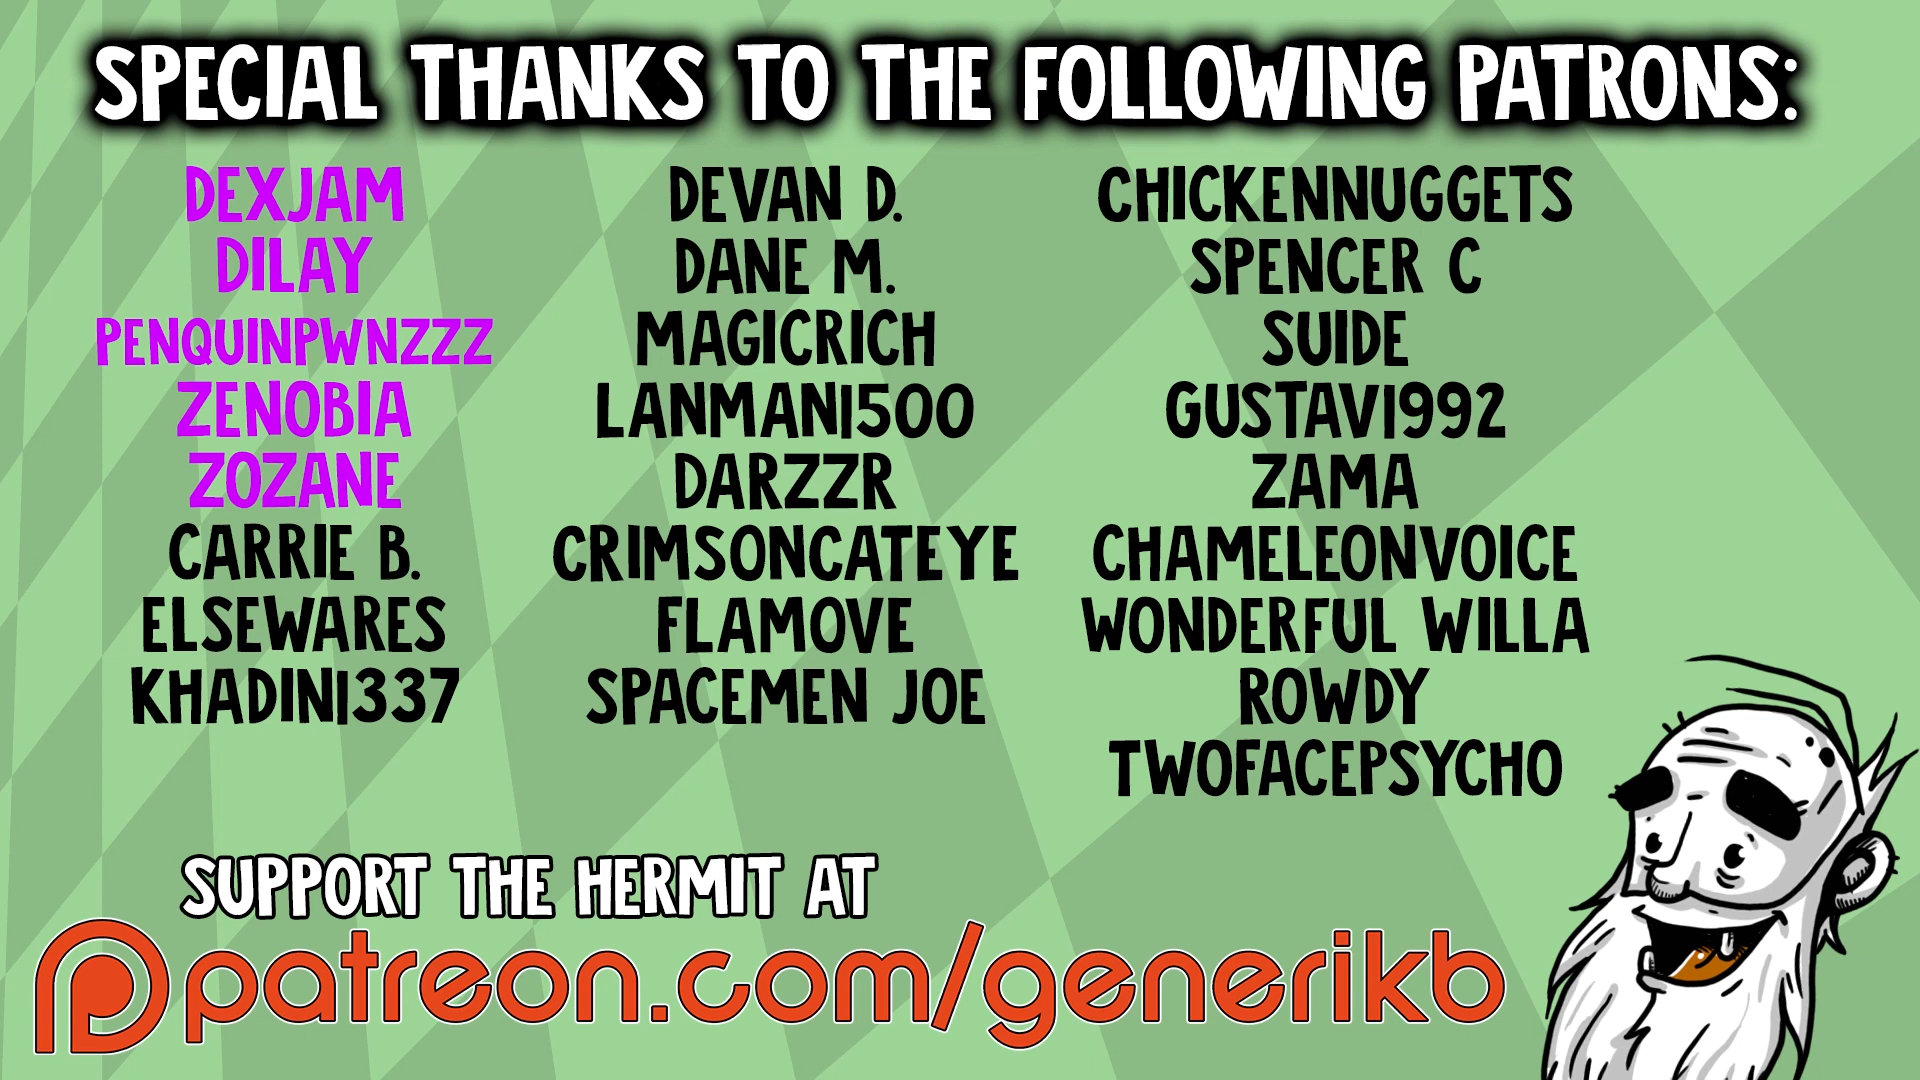 SPECIAL THANKS TO THE FOLLOWING PATRONS:
DEXJAM
DILAY
PENQUINPWNZZZ
ZENOBIA
ZOZANE
CARRIE B.
ELSEWARES
KHADIN1337
DEVAN D.
DANE M.
MAGICRICH
LANMAN1500
DARZZR
CRIMSONCATEYE
FLAMOVE
SPACEMEN JOE
CHICKENNUGGETS
SPENCER C
SUIDE
GUSTAV1992
ZAMA
CHAMELEONVOICE
WONDERFUL WILLA
ROWDY
TWOFACEPSYCHO
SUPPORT THE HERMIT AT
patreon.com/generikb